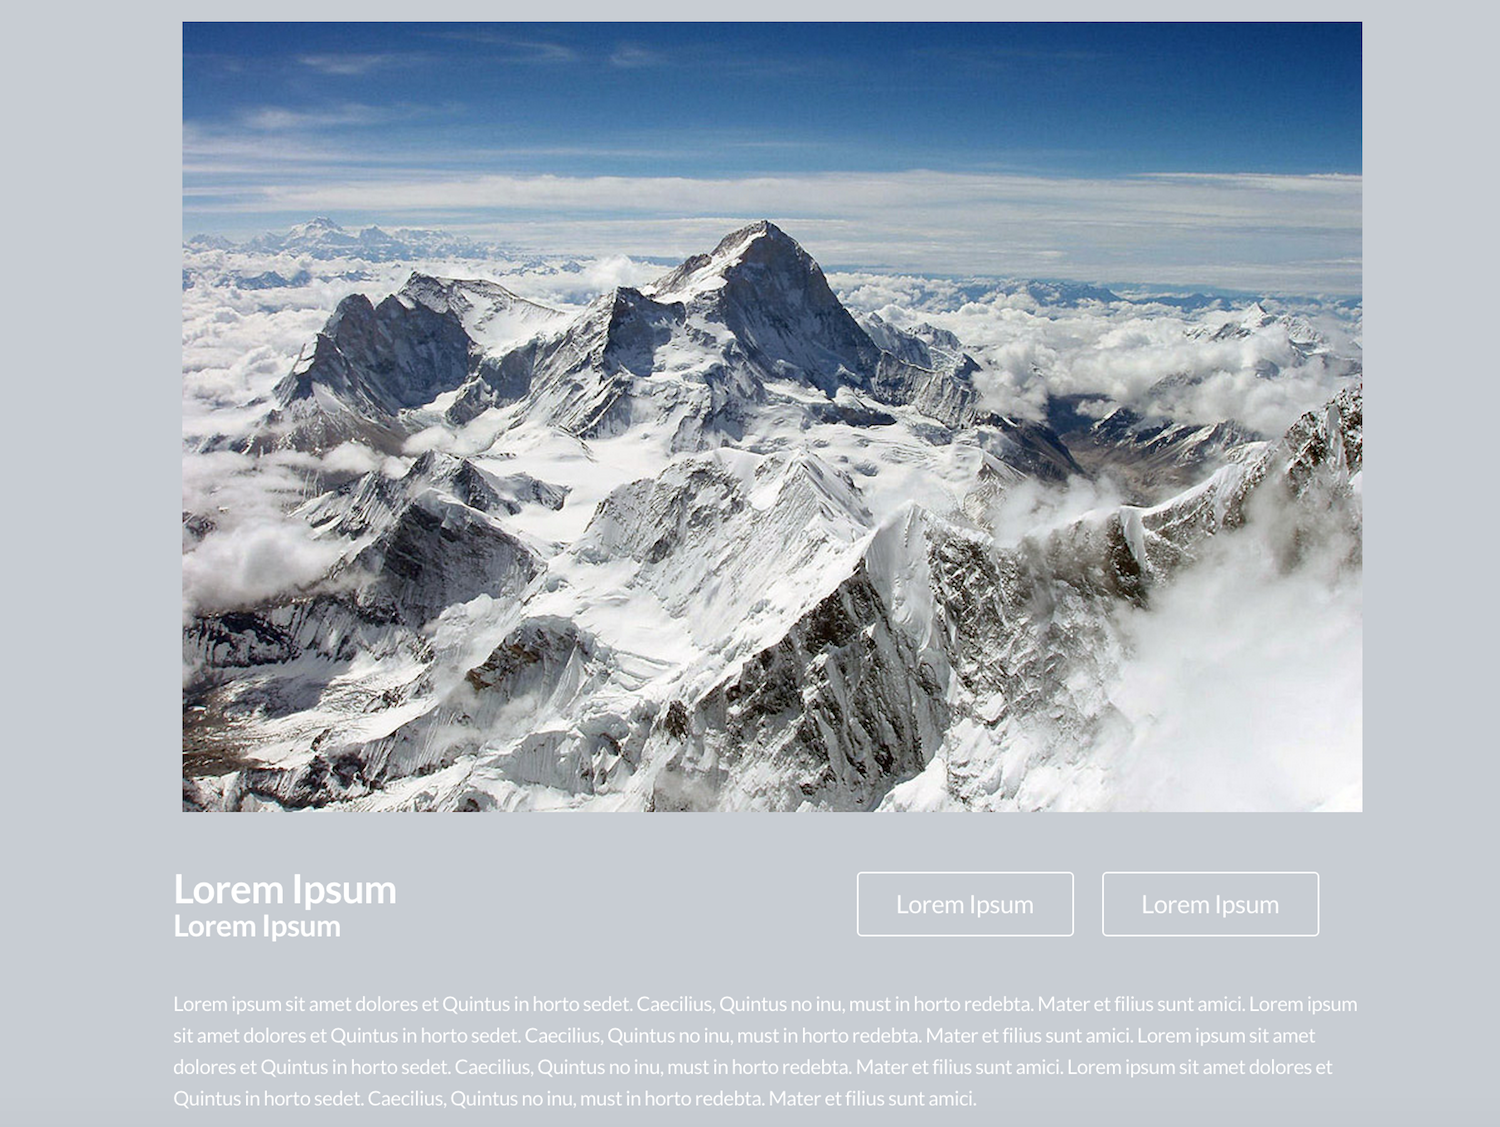 Lorem Ipsum
Lorem Ipsum
Lorem Ipsum
Lorem Ipsum
Lorem ipsum sit amet dolores et Quintus in horto sedet. Caecilius, Quintus no inu, must in horto redebta. Mater et filius sunt amici. Lorem ipsum
sit amet dolores et Quintus in horto sedet. Caecilius, Quintus no inu, must in horto redebta. Mater et filius sunt amici. Lorem ipsum sit amet
dolores et Quintus in horto sedet. Caecilius, Quintus no inu, must in horto redebta. Mater et filius sunt amici. Lorem ipsum sit amet dolores et
Quintus in horto sedet. Caecilius, Quintus no inu, must in horto redebta. Mater et filius sunt amici.